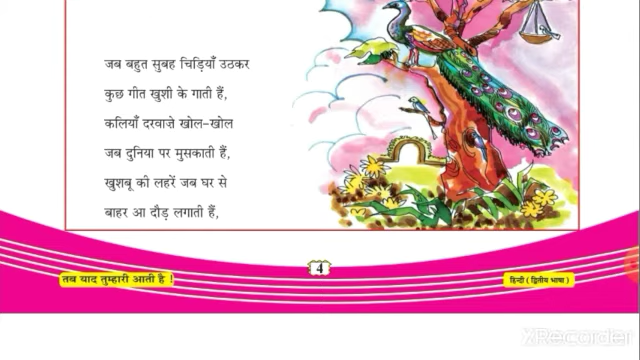 जब बहुत सुबह चिड़ियाँ उठकर
कुछ गीत खुशी के गाती हैं,
कलियाँ दरवाज़े खोल-खोल
जब दुनिया पर मुसकाती हैं,
खुशबू की लहरें जब घर से
बाहर आ दौड़ लगाती हैं,
4
तब याद तुम्हारी आती है !
हिन्दी ( द्वितीय भाषा )
XRecorder